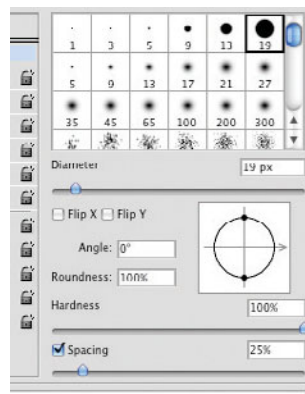 1 3 5 9 13 19
5 9 13 17 21 27
35 45 65 100 200 300
Diameter 19 px
Flip X Flip Y
Angle: 0°
Roundness: 100%
Hardness 100%
Spacing 25%